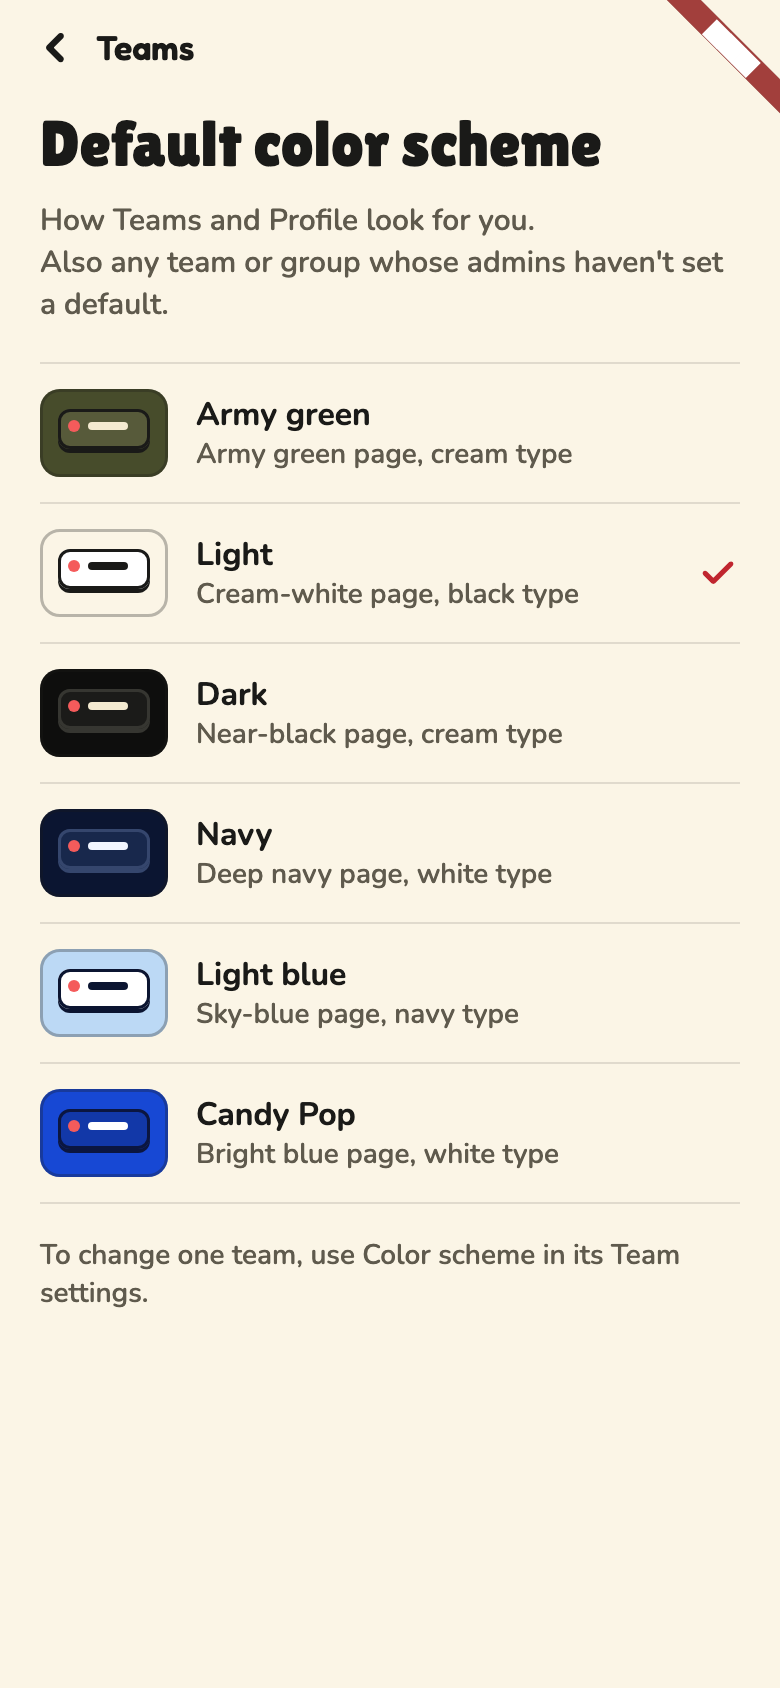 Teams
Default color scheme
How Teams and Profile look for you.
Also any team or group whose admins haven't set
a default.
Army green
Army green page, cream type
Light
Cream-white page, black type
Dark
Near-black page, cream type
Navy
Deep navy page, white type
Light blue
Sky-blue page, navy type
Candy Pop
Bright blue page, white type
To change one team, use Color scheme in its Team
settings.